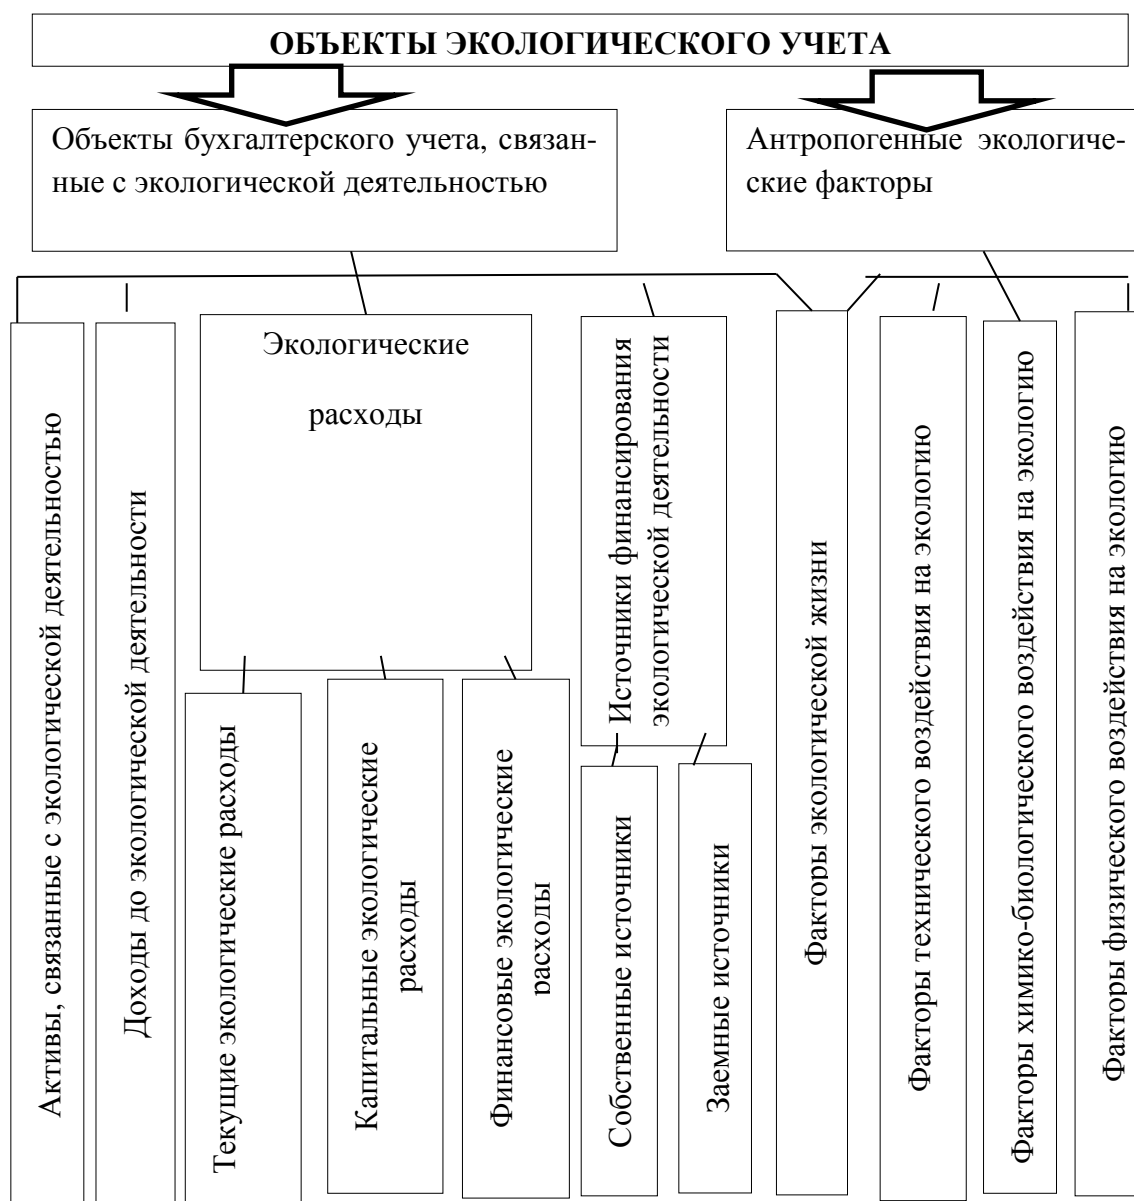 ОБЪЕКТЫ ЭКОЛОГИЧЕСКОГО УЧЕТА
Объекты бухгалтерского учета, связан-
ные с экологической деятельностью
Антропогенные экологиче-
ские факторы
Активы, связанные с экологической деятельностью
Доходы до экологической деятельности
Экологические
расходы
Текущие экологические расходы
Капитальные экологические
расходы
Финансовые экологические
расходы
Источники финансирования
экологической деятельности
Собственные источники
Заемные источники
Факторы экологической жизни
Факторы технического воздействия на экологию
Факторы химико-биологического воздействия на экологию
Факторы физического воздействия на экологию